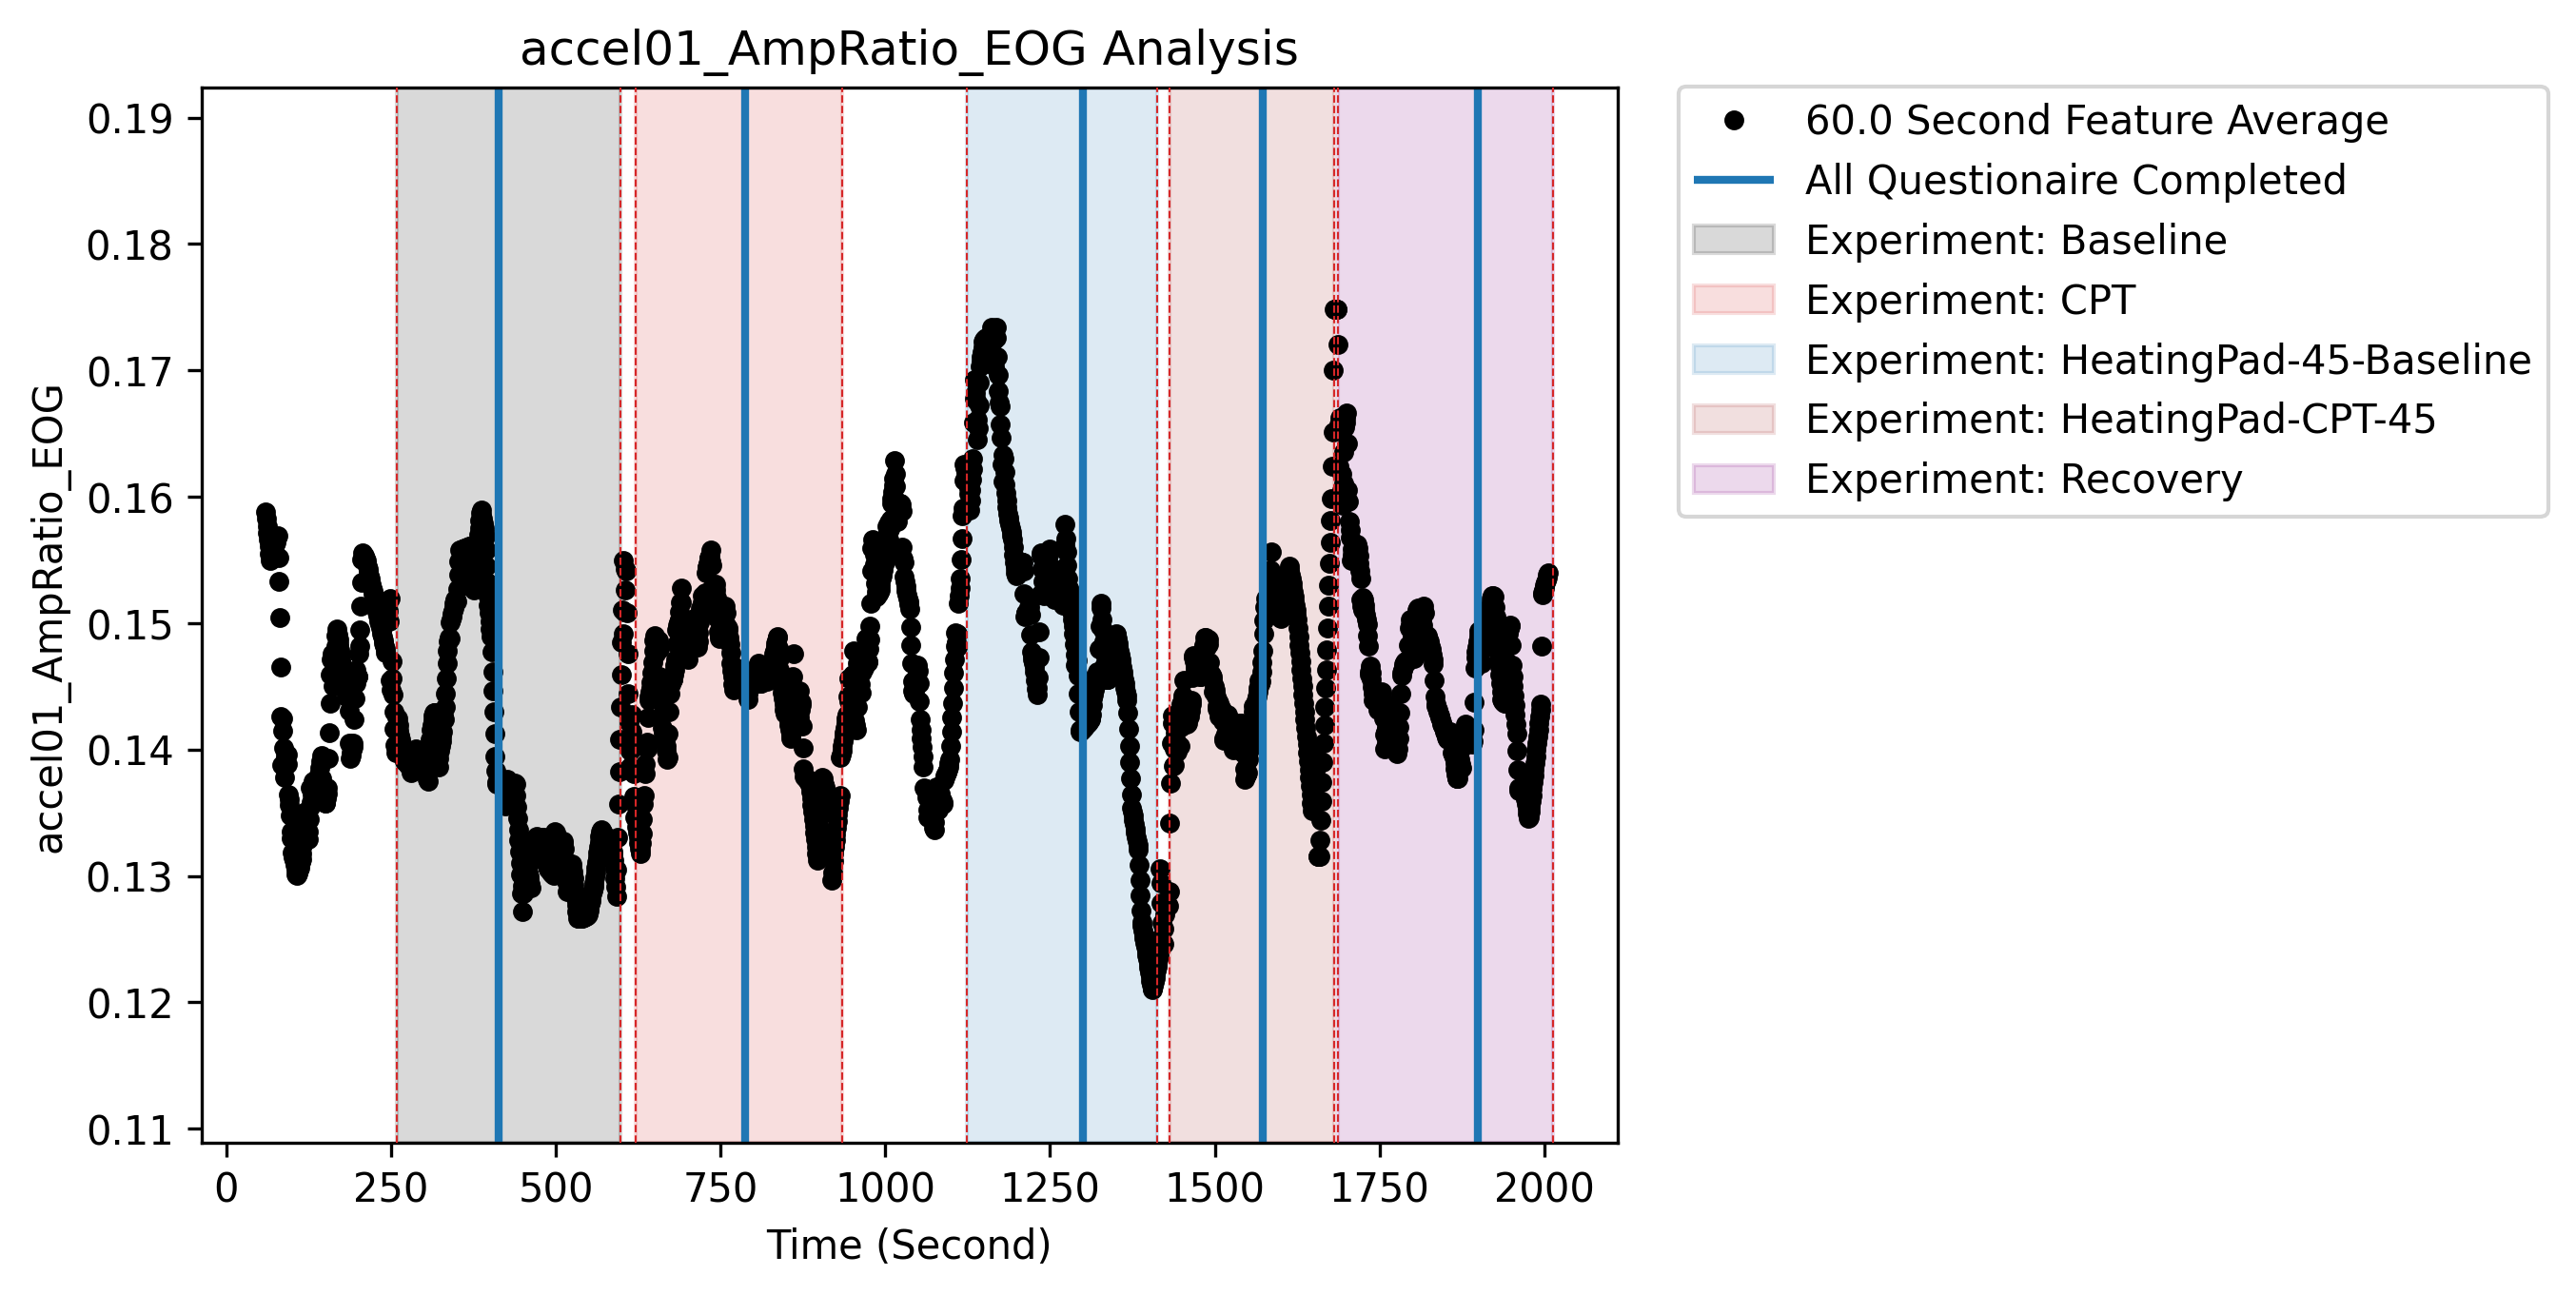 accel01_AmpRatio_EOG Analysis
0.19
0.18
0.17
0.16
0.15
0.14
0.13
0.12
0.11
accel01_AmpRatio_EOG
0
250
500
750
1000
1250
1500
1750
2000
Time (Second)
60.0 Second Feature Average
All Questionaire Completed
Experiment: Baseline
Experiment: CPT
Experiment: HeatingPad-45-Baseline
Experiment: HeatingPad-CPT-45
Experiment: Recovery